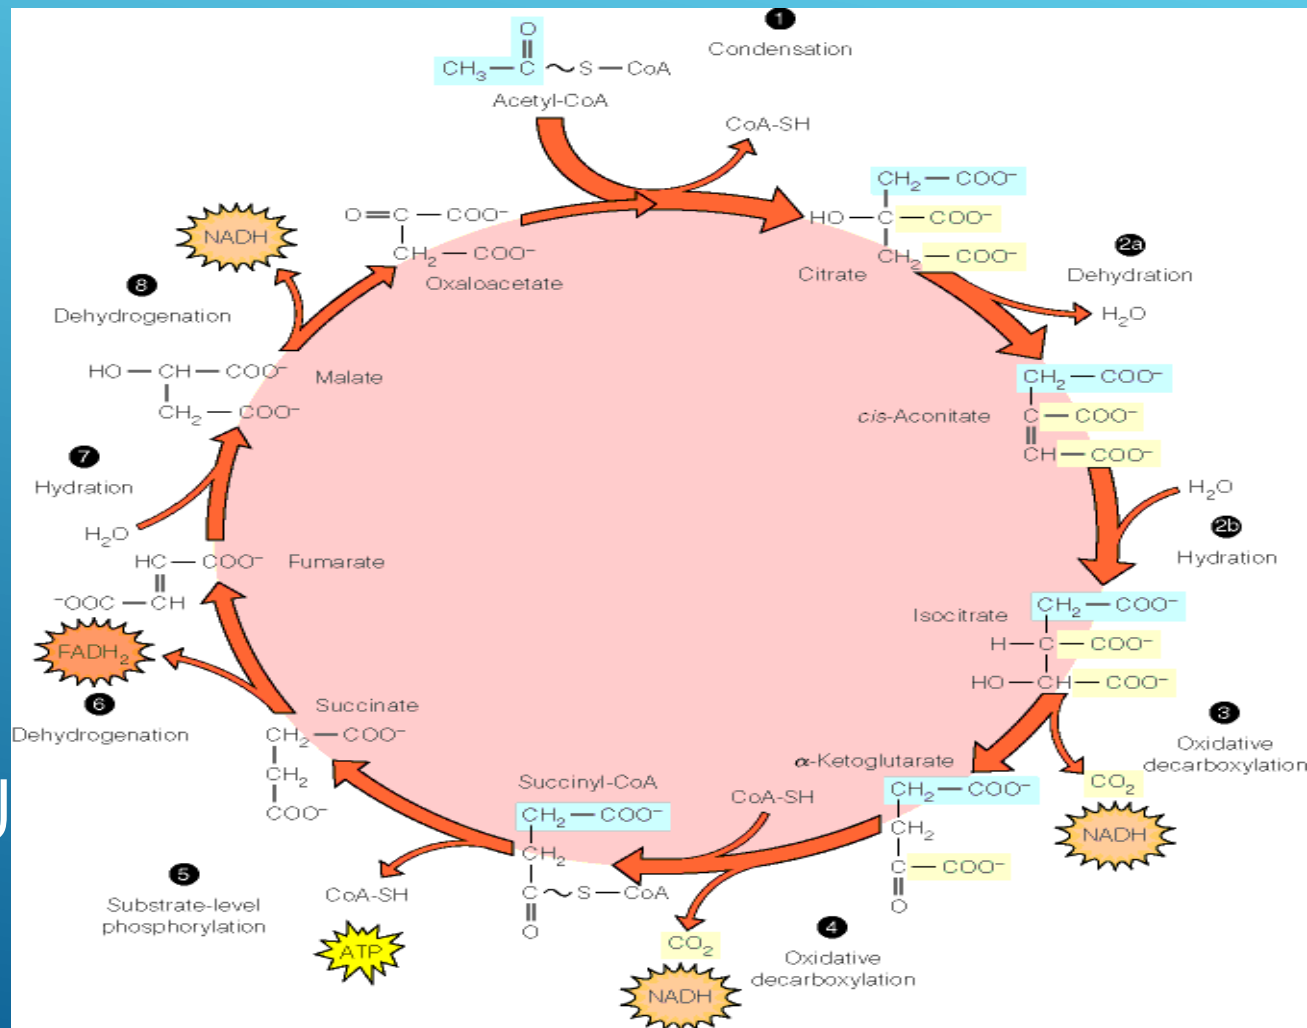 1
Condensation
O
CH₃ — C ~ S — CoA
Acetyl-CoA
CoA-SH
CH₂ — COO⁻
HO — C — COO⁻
CH₂ — COO⁻
Citrate
2a
Dehydration
H₂O
CH₂ — COO⁻
C — COO⁻
CH — COO⁻
cis-Aconitate
H₂O
2b
Hydration
Isocitrate
CH₂ — COO⁻
H — C — COO⁻
HO — CH — COO⁻
3
Oxidative
decarboxylation
CO₂
NADH
α-Ketoglutarate
CH₂ — COO⁻
CH₂
C — COO⁻
O
CoA-SH
4
Oxidative
decarboxylation
CO₂
NADH
Succinyl-CoA
CH₂ — COO⁻
CH₂
C ~ S — CoA
O
5
Substrate-level
phosphorylation
CoA-SH
ATP
Succinate
CH₂ — COO⁻
CH₂
COO⁻
6
Dehydrogenation
FADH₂
Fumarate
HC — COO⁻
⁻OOC — CH
7
Hydration
H₂O
Malate
HO — CH — COO⁻
CH₂ — COO⁻
8
Dehydrogenation
NADH
O = C — COO⁻
CH₂ — COO⁻
Oxaloacetate